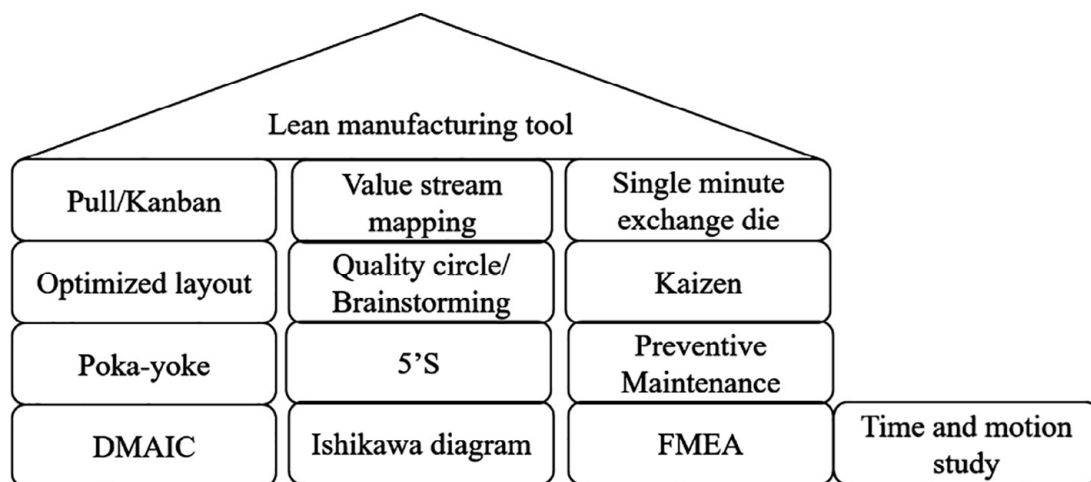 Lean manufacturing tool
Pull/Kanban
Value stream
mapping
Single minute
exchange die
Optimized layout
Quality circle/
Brainstorming
Kaizen
Poka-yoke
5’S
Preventive
Maintenance
DMAIC
Ishikawa diagram
FMEA
Time and motion
study